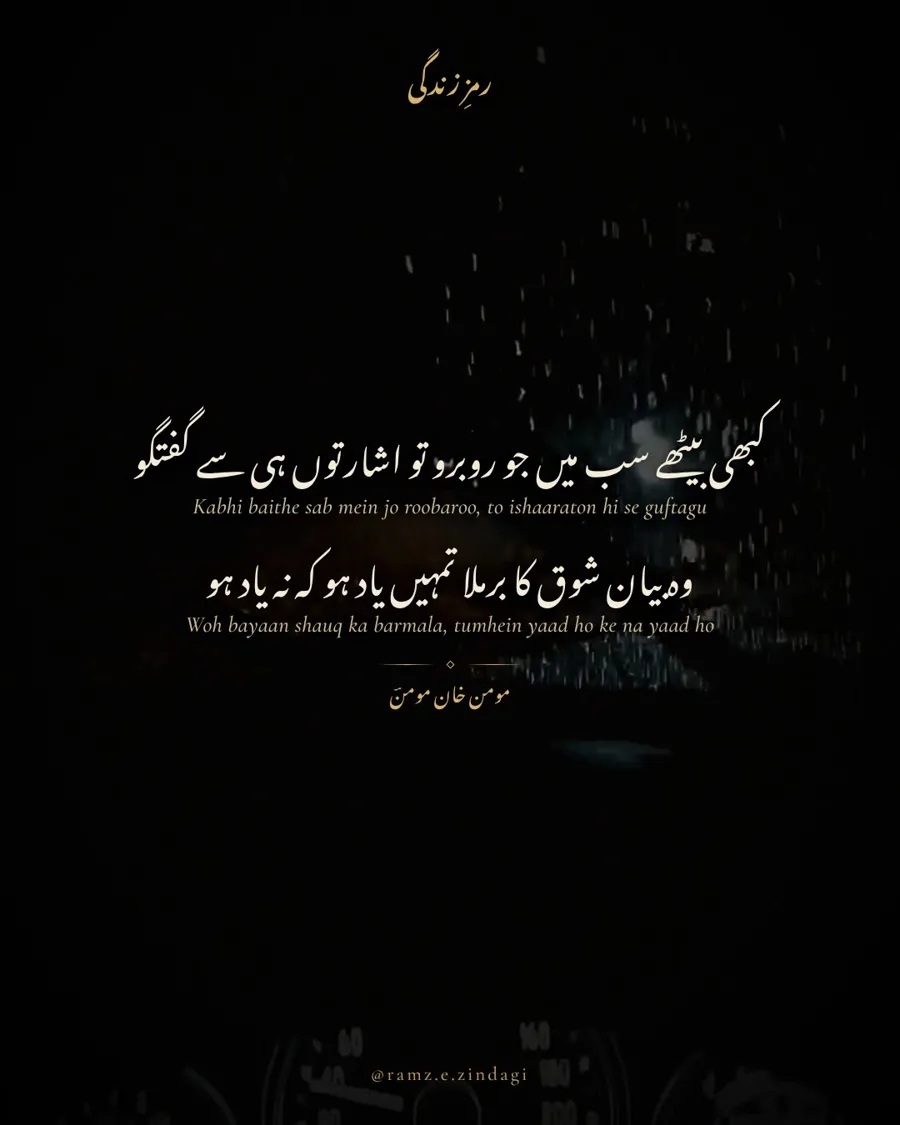 رمزِ زندگی
کبھی بیٹھے سب میں جو روبرو تو اشارتوں ہی سے گفتگو
Kabhi baithe sab mein jo roobaroo, to ishaaraton hi se guftagu
وہ بیان شوق کا برملا تمہیں یاد ہو کہ نہ یاد ہو
Woh bayaan shauq ka barmala, tumhein yaad ho ke na yaad ho
مومن خان مومنؔ
@ramz.e.zindagi